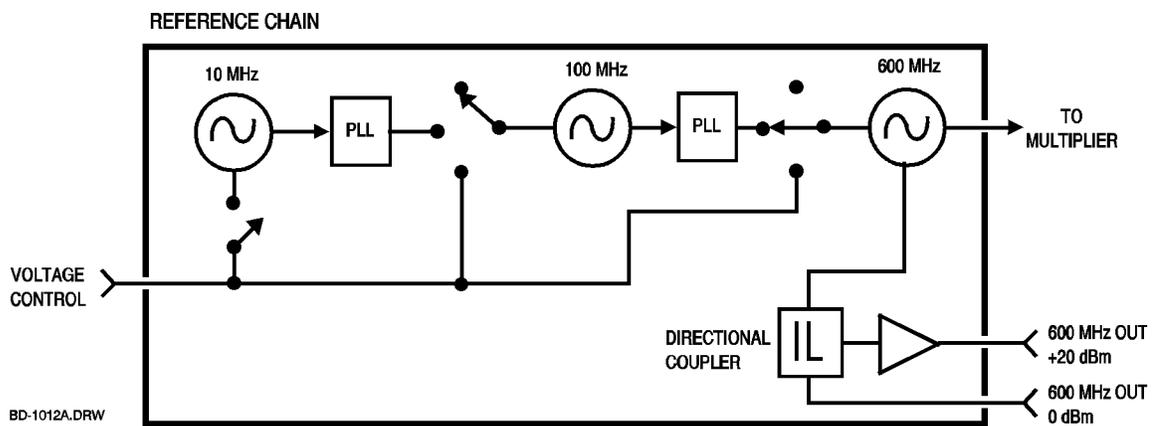 REFERENCE CHAIN
10 MHz
100 MHz
600 MHz
PLL
PLL
TO
MULTIPLIER
VOLTAGE
CONTROL
DIRECTIONAL
COUPLER
600 MHz OUT
+20 dBm
600 MHz OUT
0 dBm
BD-1012A.DRW